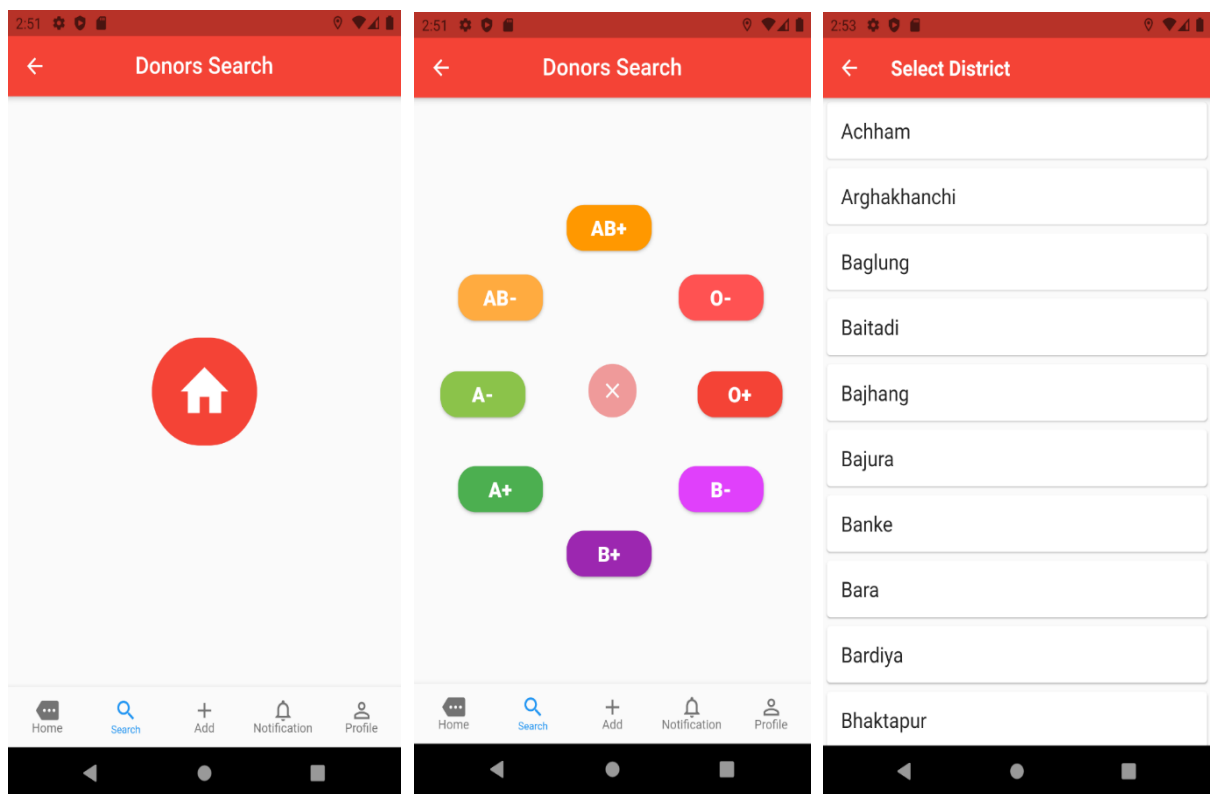 2:51
Donors Search
Home
Search
Add
Notification
Profile
2:51
Donors Search
AB+
AB-
O-
A-
O+
A+
B-
B+
Home
Search
Add
Notification
Profile
2:53
Select District
Achham
Arghakhanchi
Baglung
Baitadi
Bajhang
Bajura
Banke
Bara
Bardiya
Bhaktapur